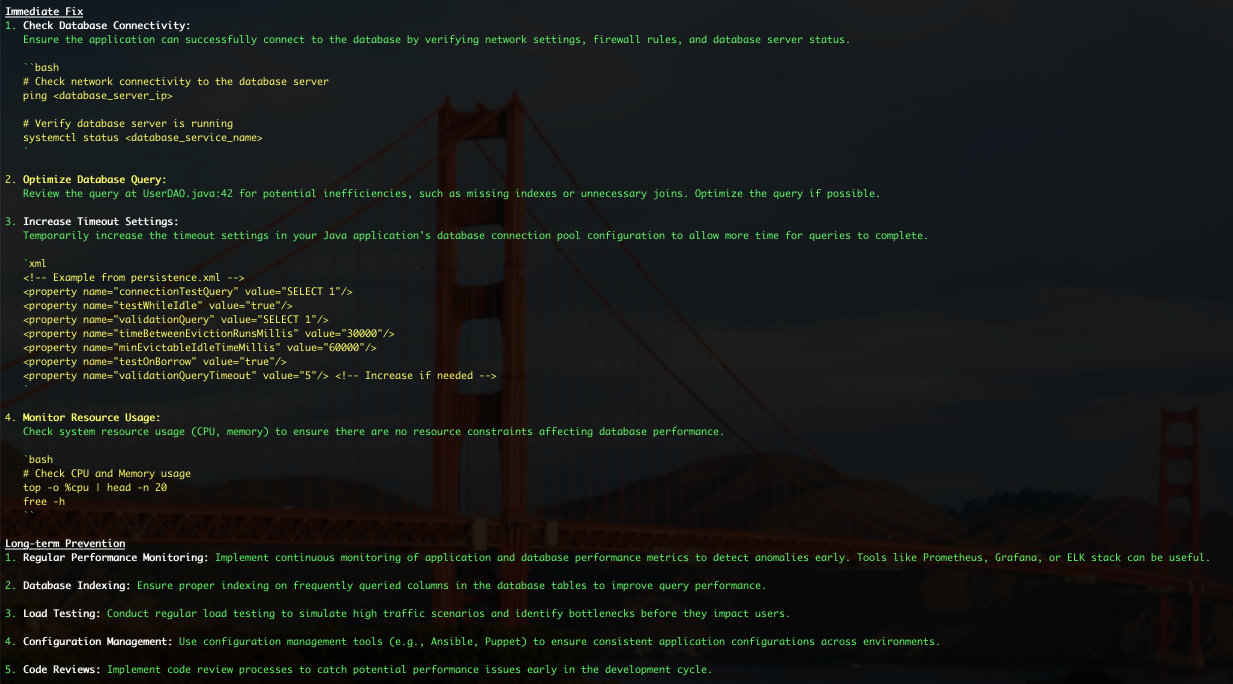 Immediate Fix
1. Check Database Connectivity:
Ensure the application can successfully connect to the database by verifying network settings, firewall rules, and database server status.
``bash
# Check network connectivity to the database server
ping <database_server_ip>
# Verify database server is running
systemctl status <database_service_name>
`
2. Optimize Database Query:
Review the query at UserDAO.java:42 for potential inefficiencies, such as missing indexes or unnecessary joins. Optimize the query if possible.
3. Increase Timeout Settings:
Temporarily increase the timeout settings in your Java application's database connection pool configuration to allow more time for queries to complete.
`xml
<!-- Example from persistence.xml -->
<property name="connectionTestQuery" value="SELECT 1"/>
<property name="testWhileIdle" value="true"/>
<property name="validationQuery" value="SELECT 1"/>
<property name="timeBetweenEvictionRunsMillis" value="30000"/>
<property name="minEvictableIdleTimeMillis" value="60000"/>
<property name="testOnBorrow" value="true"/>
<property name="validationQueryTimeout" value="5"/> <!-- Increase if needed -->
`
4. Monitor Resource Usage:
Check system resource usage (CPU, memory) to ensure there are no resource constraints affecting database performance.
`bash
# Check CPU and Memory usage
top -o %cpu | head -n 20
free -h
``
Long-term Prevention
1. Regular Performance Monitoring: Implement continuous monitoring of application and database performance metrics to detect anomalies early. Tools like Prometheus, Grafana, or ELK stack can be useful.
2. Database Indexing: Ensure proper indexing on frequently queried columns in the database tables to improve query performance.
3. Load Testing: Conduct regular load testing to simulate high traffic scenarios and identify bottlenecks before they impact users.
4. Configuration Management: Use configuration management tools (e.g., Ansible, Puppet) to ensure consistent application configurations across environments.
5. Code Reviews: Implement code review processes to catch potential performance issues early in the development cycle.